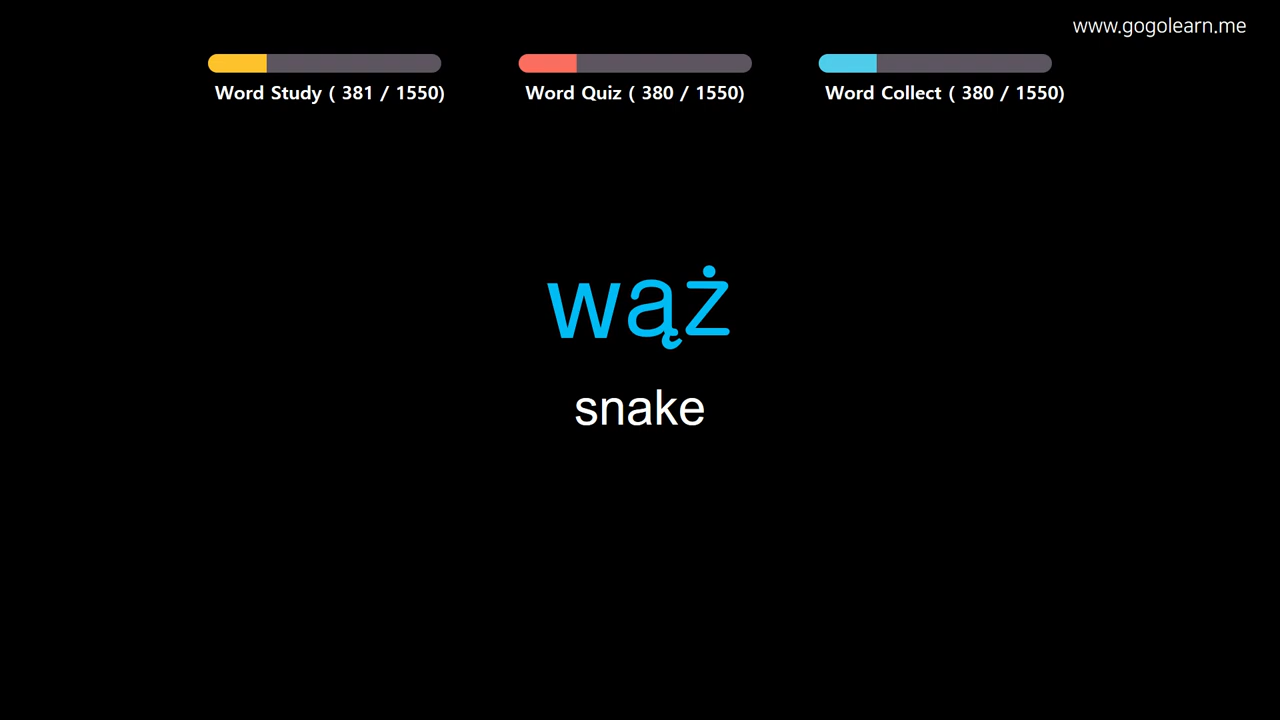 www.gogolearn.me
Word Study ( 381 / 1550)
Word Quiz ( 380 / 1550)
Word Collect ( 380 / 1550)
wąż
snake